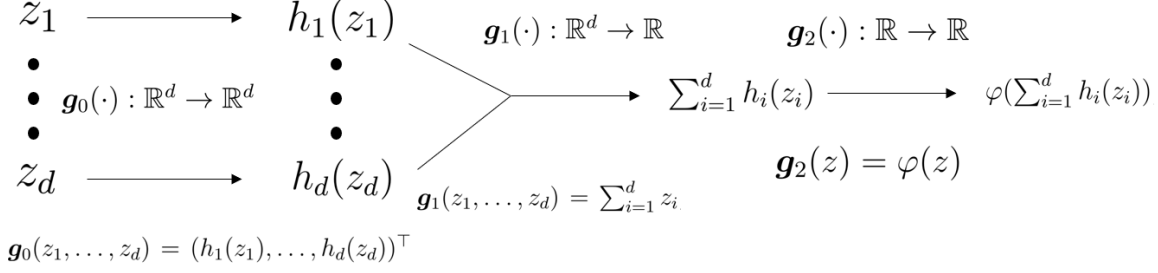 z_1
h_1(z_1)
g_1(·) : ℝ^d → ℝ
g_2(·) : ℝ → ℝ
g_0(·) : ℝ^d → ℝ^d
∑_{i=1}^d h_i(z_i)
φ(∑_{i=1}^d h_i(z_i))
z_d
h_d(z_d)
g_2(z) = φ(z)
g_1(z_1, . . . , z_d) = ∑_{i=1}^d z_i
g_0(z_1, . . . , z_d) = (h_1(z_1), . . . , h_d(z_d))^⊤